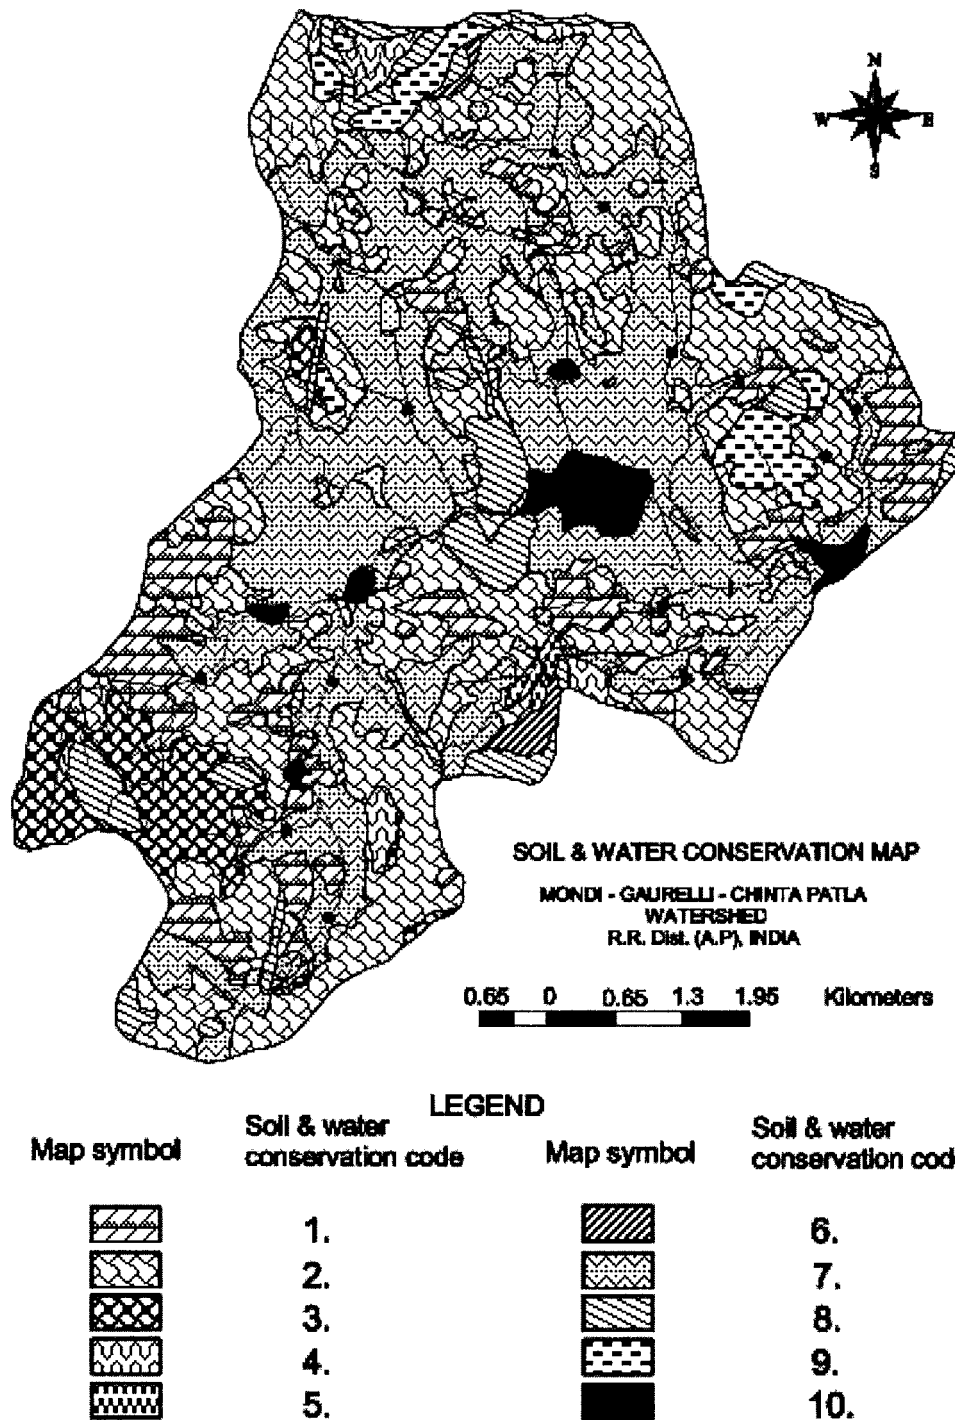 N
W E
S
SOIL & WATER CONSERVATION MAP
MONDI - GAURELLI - CHINTA PATLA
WATERSHED
R.R. Dist. (A.P), INDIA
0.65 0 0.65 1.3 1.95 Kilometers
LEGEND
Map symbol Soil & water conservation code Map symbol Soil & water conservation cod
1. 6.
2. 7.
3. 8.
4. 9.
5. 10.